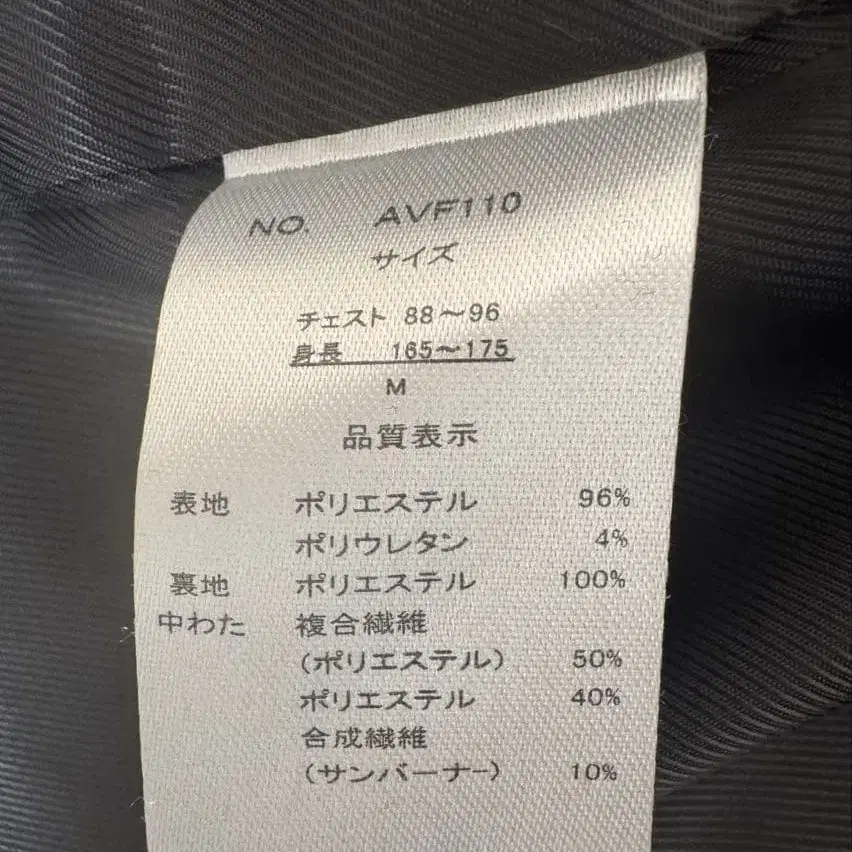 NO. AVF110
サイズ
チェスト 88～96
身長 165～175
M
品質表示
表地 ポリエステル 96%
ポリウレタン 4%
裏地 ポリエステル 100%
中わた 複合繊維
(ポリエステル) 50%
ポリエステル 40%
合成繊維
(サンバーナー) 10%